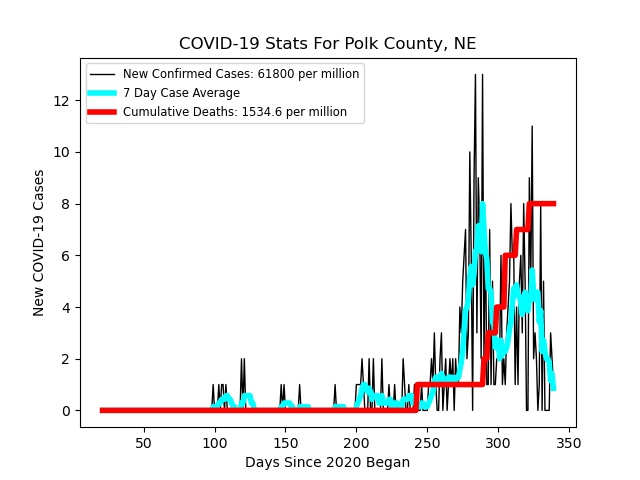 COVID-19 Stats For Polk County, NE
New Confirmed Cases: 61800 per million
7 Day Case Average
Cumulative Deaths: 1534.6 per million
New COVID-19 Cases
12
10
8
6
4
2
0
50 100 150 200 250 300 350
Days Since 2020 Began